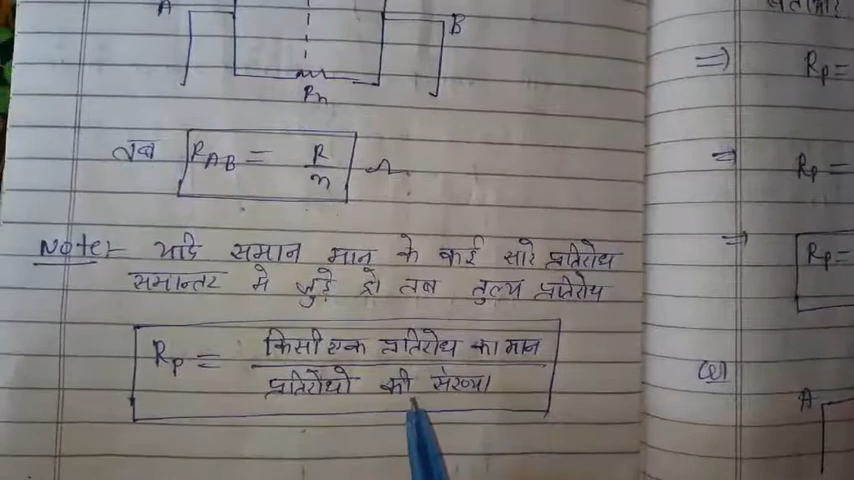 A
B
Rn
तब RAB = R/n Ω
Note:- यदि समान मान के कई सारे प्रतिरोध
समान्तर मे जुड़े हो तब तुल्य प्रतिरोध
Rp = किसी एक प्रतिरोध का मान
प्रतिरोधो की संख्या
⇒ Rp=
⇒ Rp=
⇒ Rp=
A